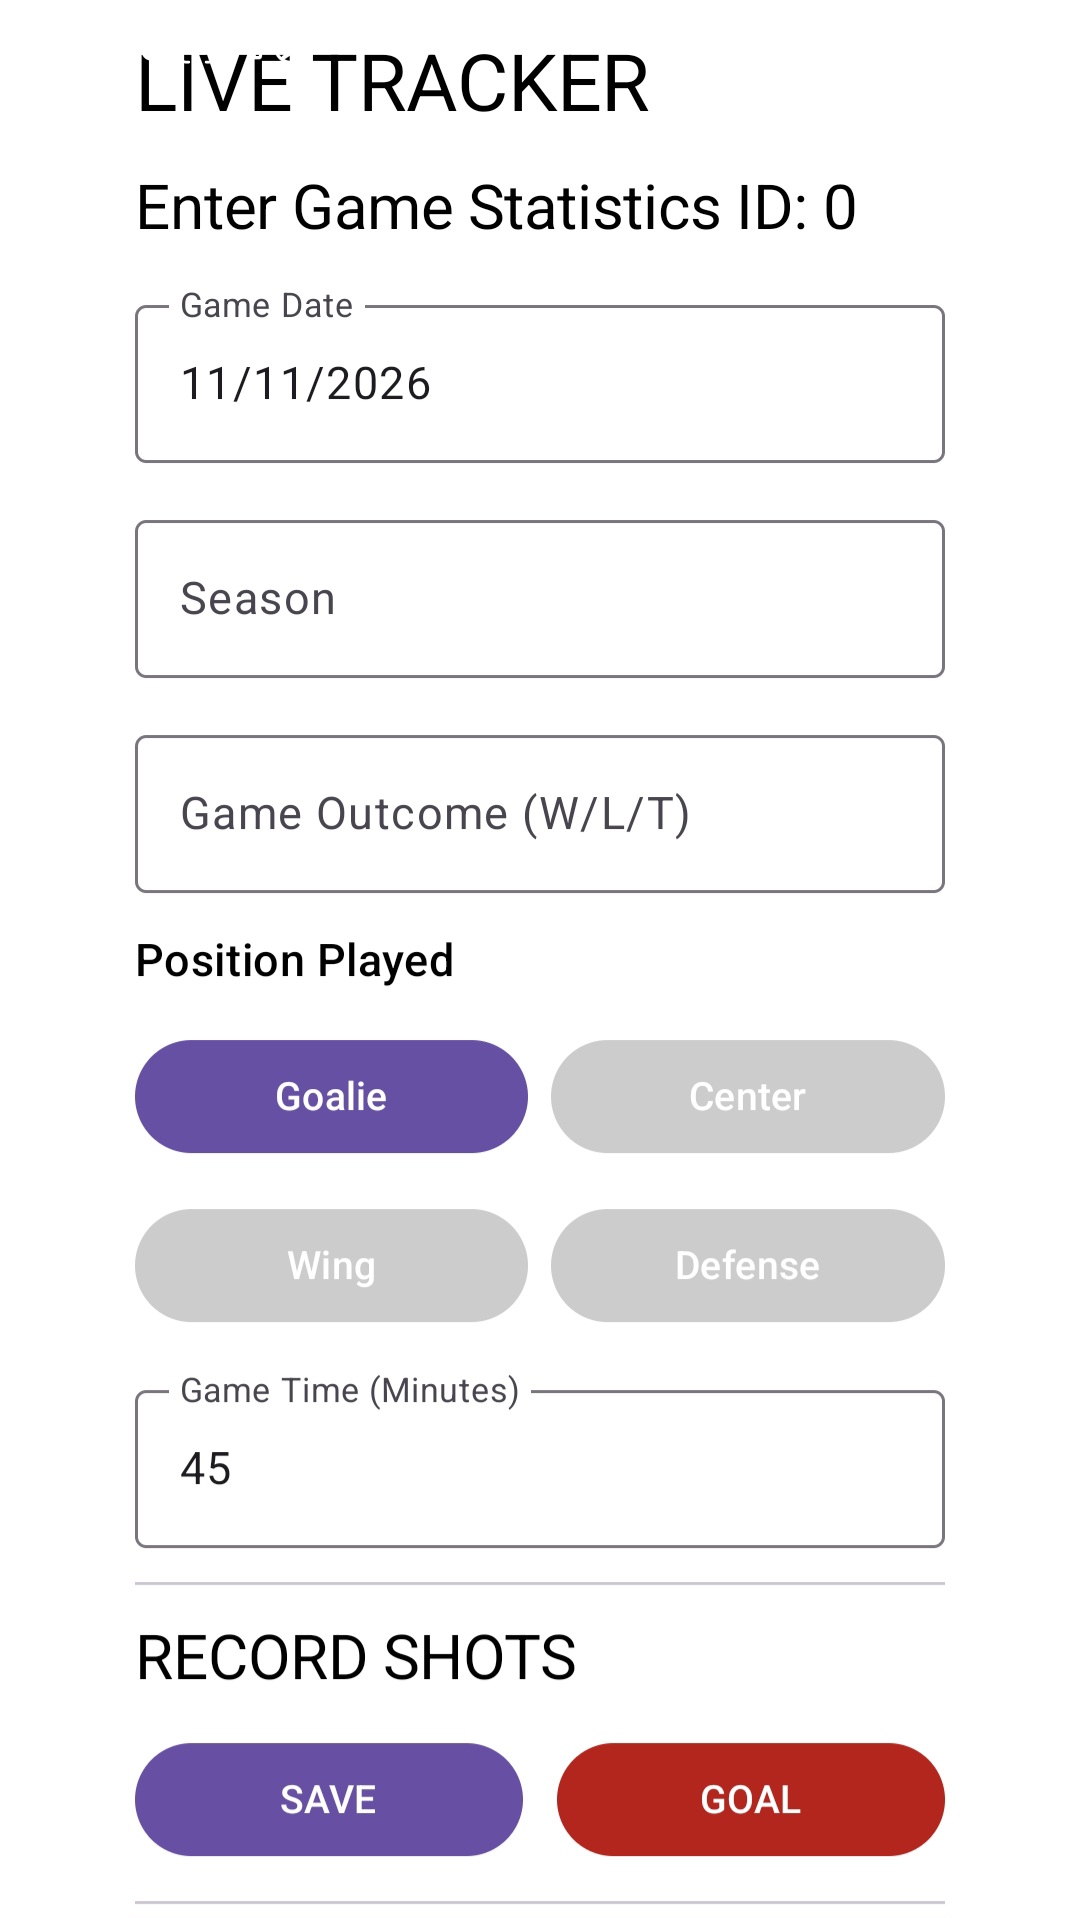 LIVE TRACKER
Enter Game Statistics ID: 0
Game Date
11/11/2026
Season
Game Outcome (W/L/T)
Position Played
Goalie Center
Wing Defense
Game Time (Minutes)
45
RECORD SHOTS
SAVE GOAL